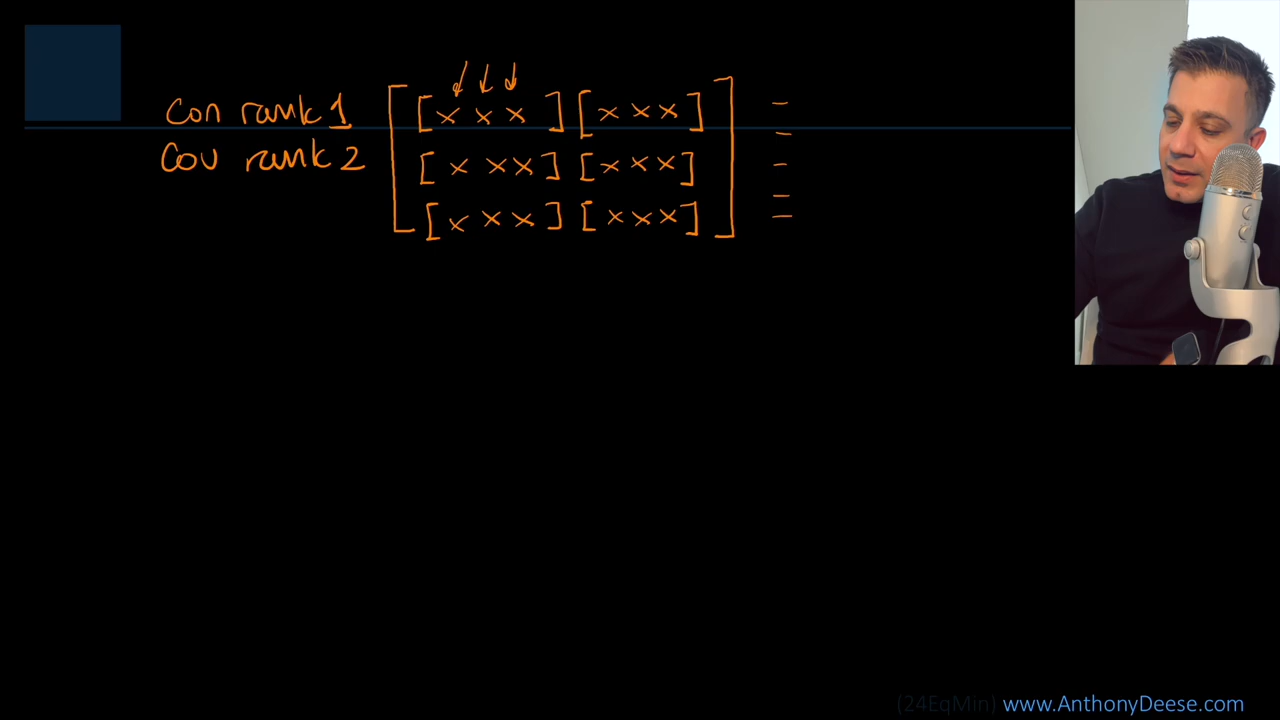 Con rank 1 [ [ x x x ] [ x x x ] ] -
Cov rank 2 [ x x x ] [ x x x ] -
[ x x x ] [ x x x ] =
(24EqMin) www.AnthonyDeese.com